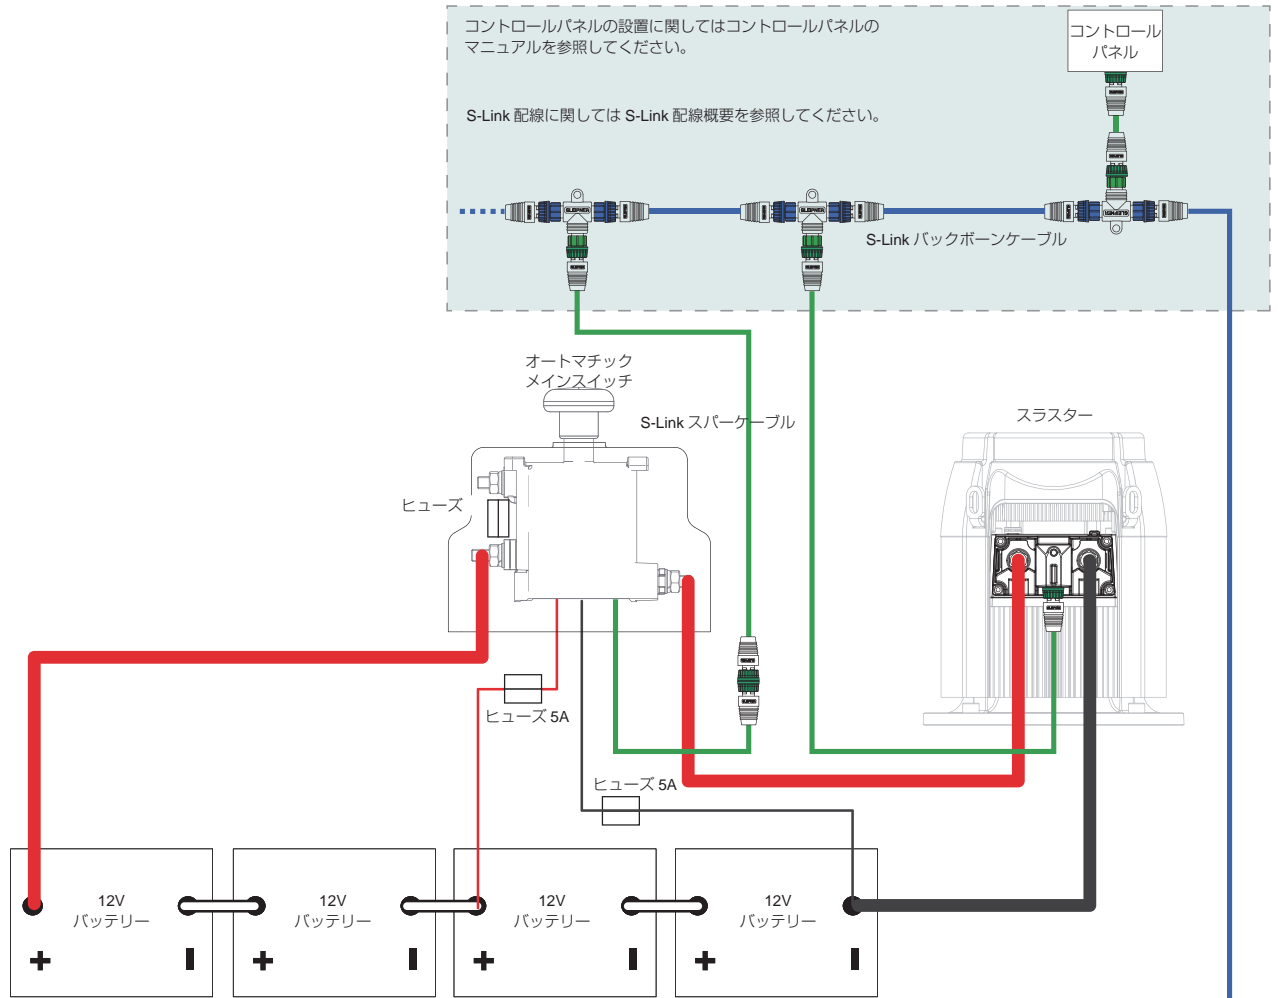 コントロールパネルの設置に関してはコントロールパネルの
マニュアルを参照してください。
コントロール
パネル
S-Link 配線に関しては S-Link 配線概要を参照してください。
SLEIPNER
SLEIPNER
SLEIPNER
S-Link バックボーンケーブル
オートマチック
メインスイッチ
S-Link スパーケーブル
スラスター
ヒューズ
ヒューズ 5A
ヒューズ 5A
12V
バッテリー
+
-
12V
バッテリー
+
-
12V
バッテリー
+
-
12V
バッテリー
+
-